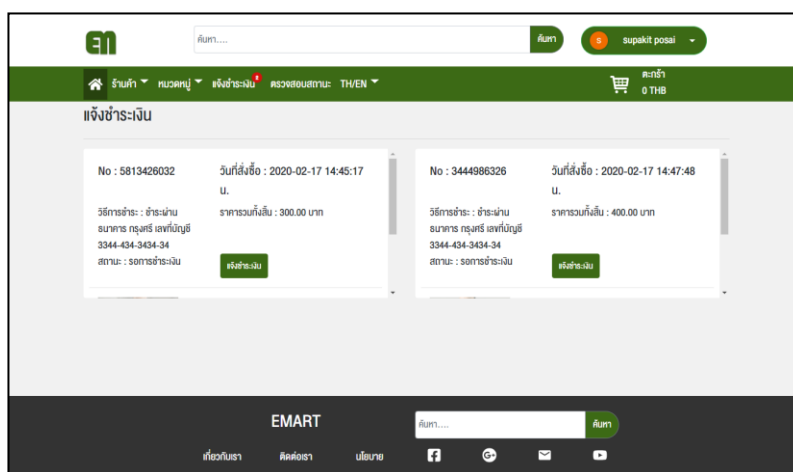 ค้นหา....
ค้นหา
s
supakit posai
ร้านค้า
หมวดหมู่
แจ้งชำระเงิน
ตรวจสอบสถานะ
TH/EN
ตะกร้า
0 THB
แจ้งชำระเงิน
No : 5813426032
วันที่สั่งซื้อ : 2020-02-17 14:45:17
น.
วิธีการชำระ : ชำระผ่าน
ธนาคาร กรุงศรี เลขที่บัญชี
3344-434-3434-34
สถานะ : รอการชำระเงิน
ราคารวมทั้งสิ้น : 300.00 บาท
แจ้งชำระเงิน
No : 3444986326
วันที่สั่งซื้อ : 2020-02-17 14:47:48
น.
วิธีการชำระ : ชำระผ่าน
ธนาคาร กรุงศรี เลขที่บัญชี
3344-434-3434-34
สถานะ : รอการชำระเงิน
ราคารวมทั้งสิ้น : 400.00 บาท
แจ้งชำระเงิน
EMART
ค้นหา....
ค้นหา
เกี่ยวกับเรา
ติดต่อเรา
นโยบาย